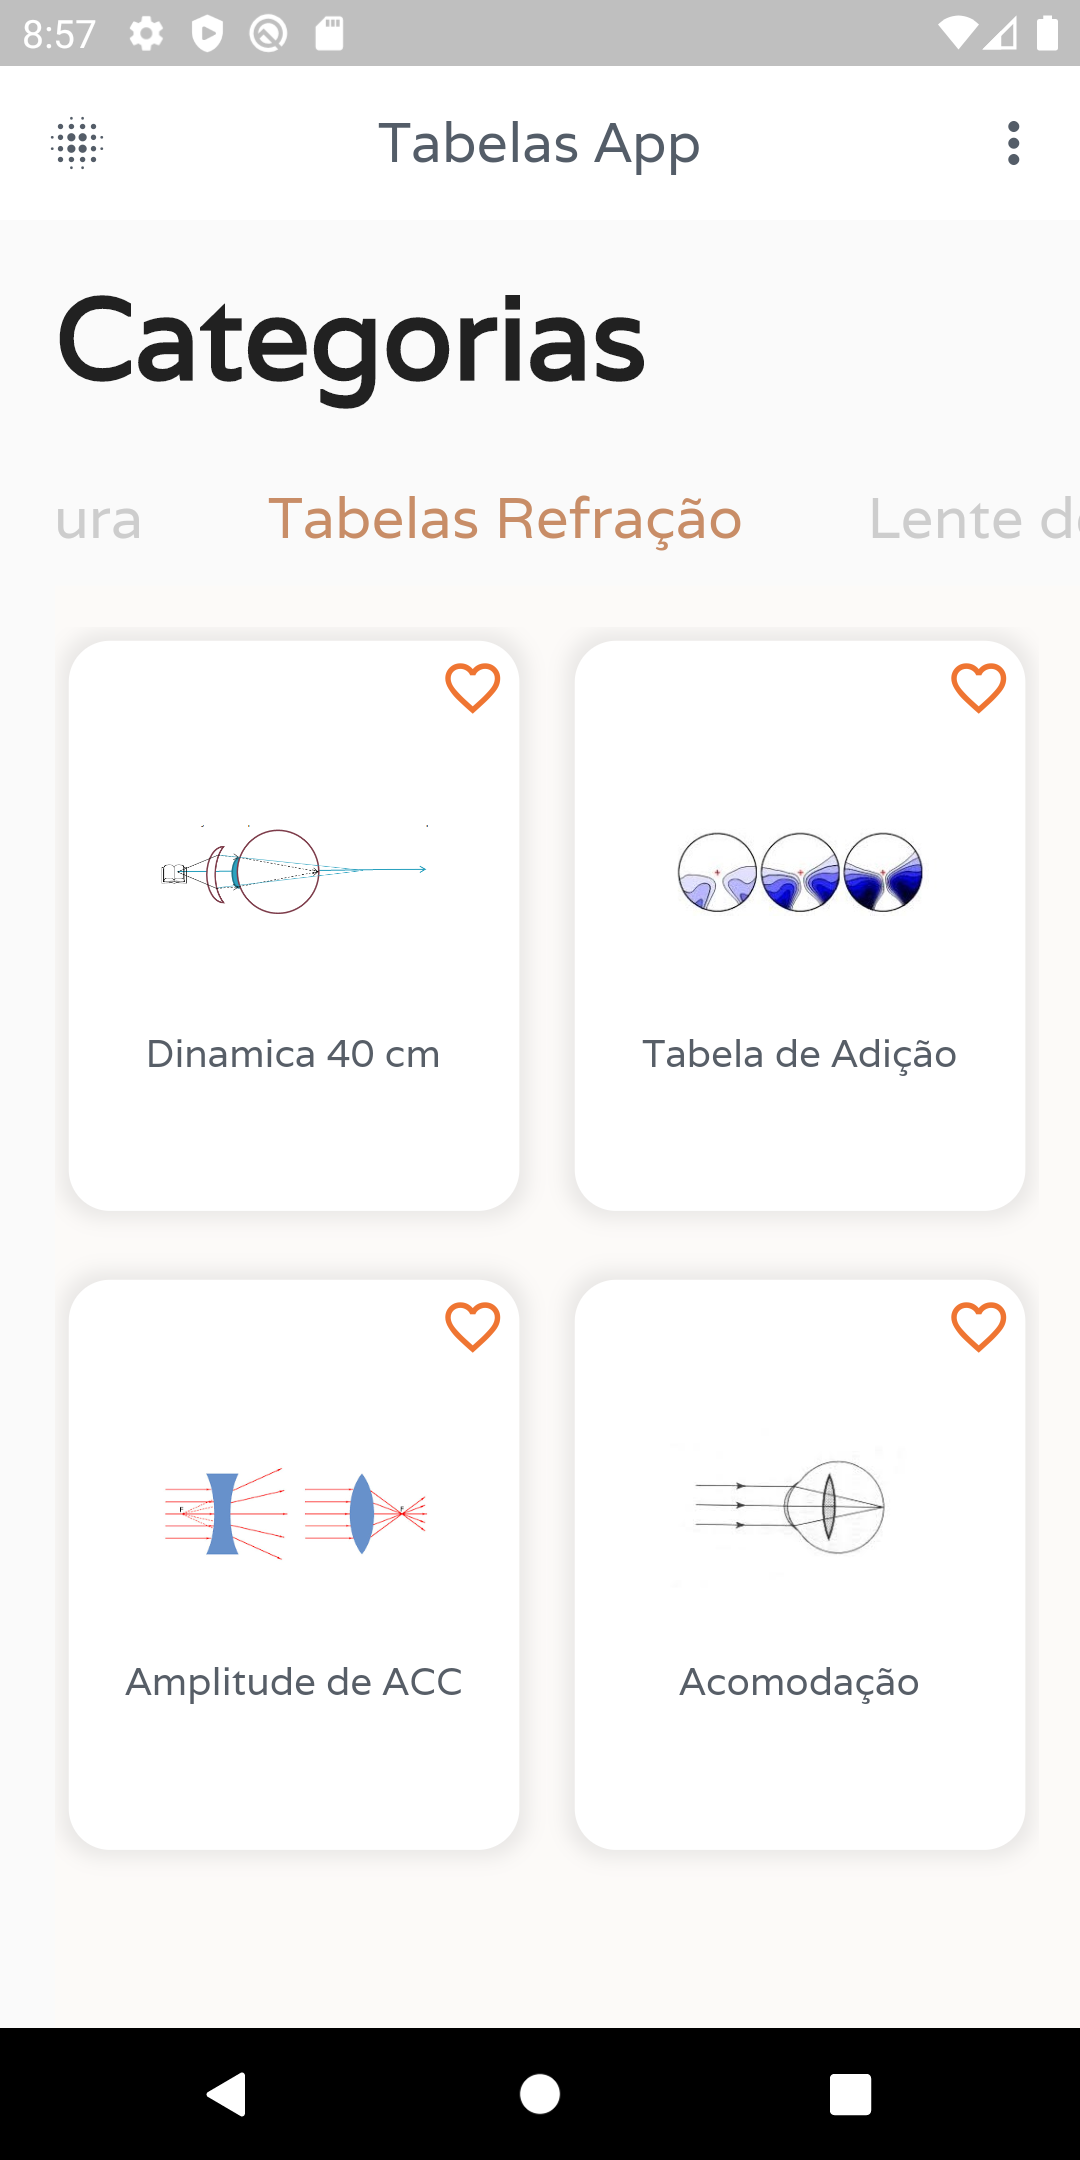 8:57
Tabelas App
Categorias
ura Tabelas Refração Lente d
Dinamica 40 cm
Tabela de Adição
F F
Amplitude de ACC
Acomodação